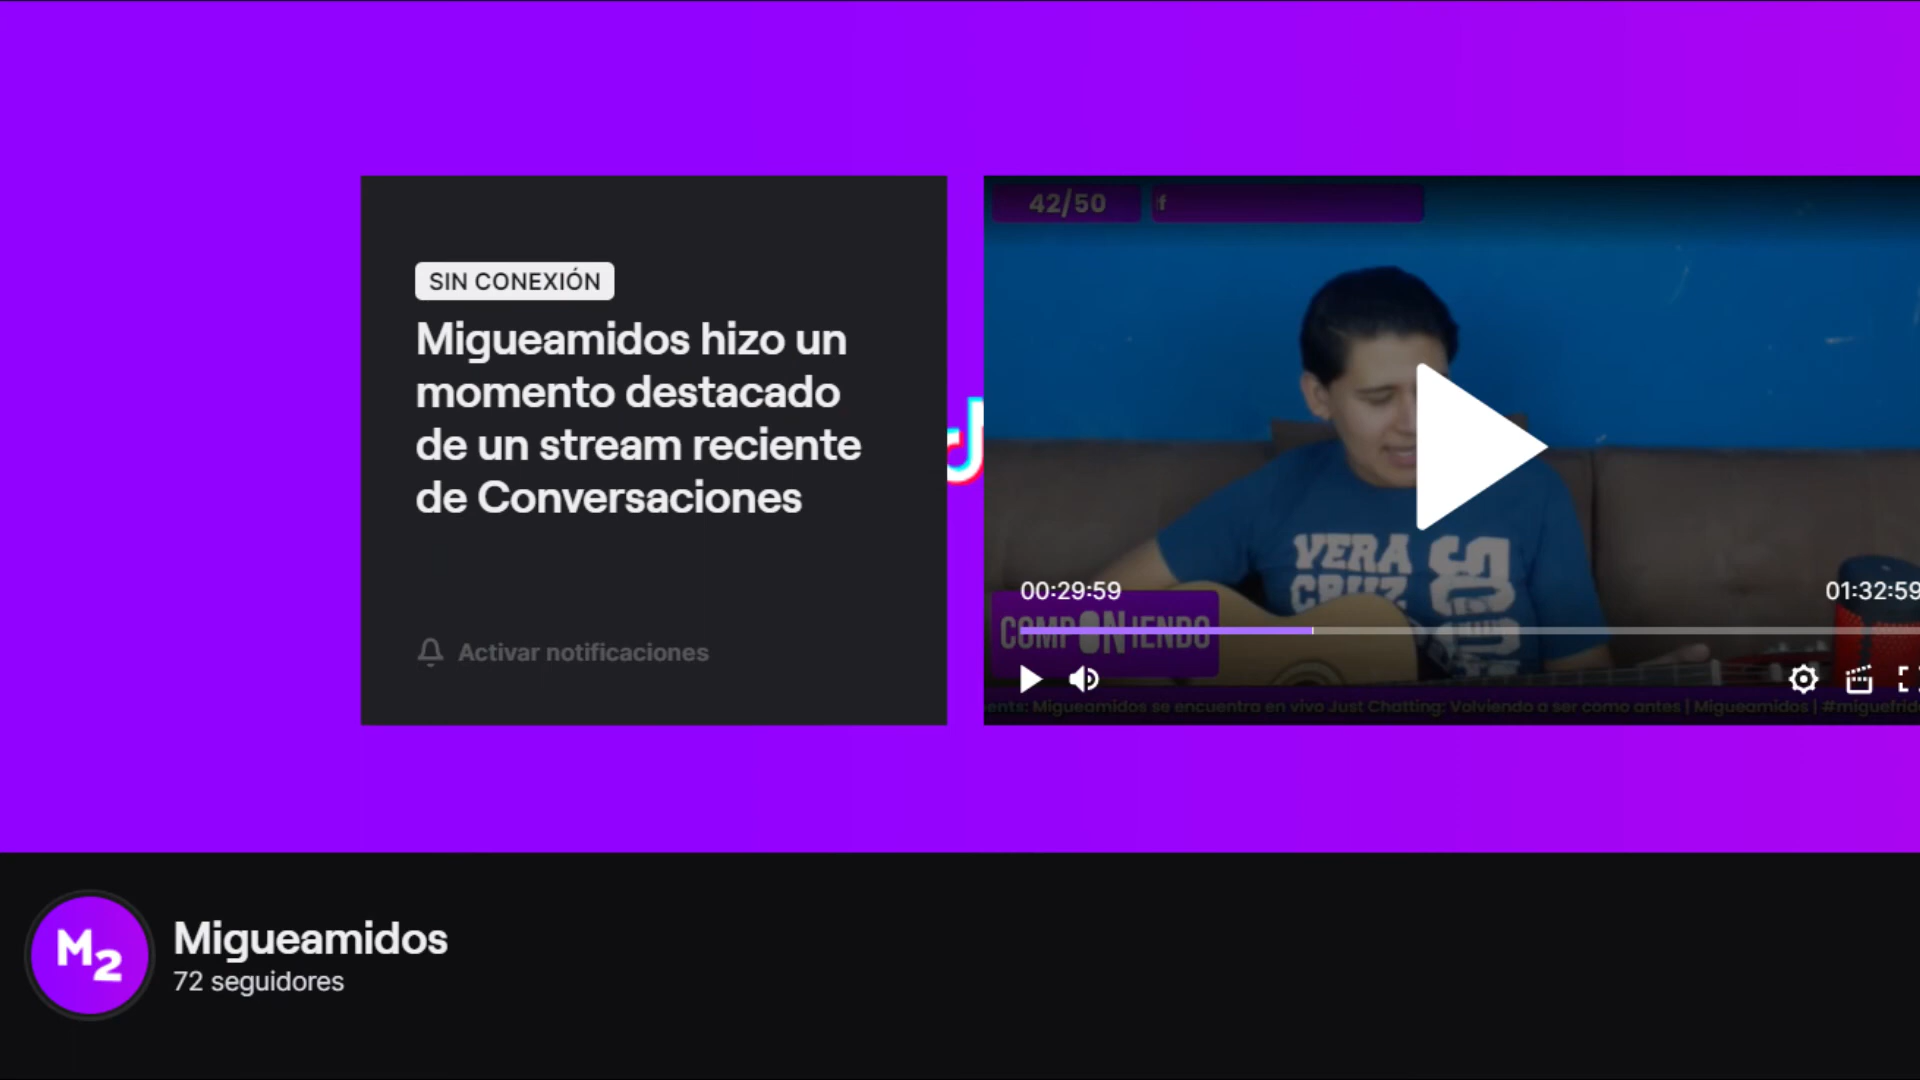 42/50
f
SIN CONEXIÓN
Migueamidos hizo un
momento destacado
de un stream reciente
de Conversaciones
VERA
CRUZ
00:29:59
01:32:59
COMPONIENDO
Activar notificaciones
ents: Migueamidos se encuentra en vivo Just Chatting: Volviendo a ser como antes | Migueamidos | #miguefrid
M2
Migueamidos
72 seguidores